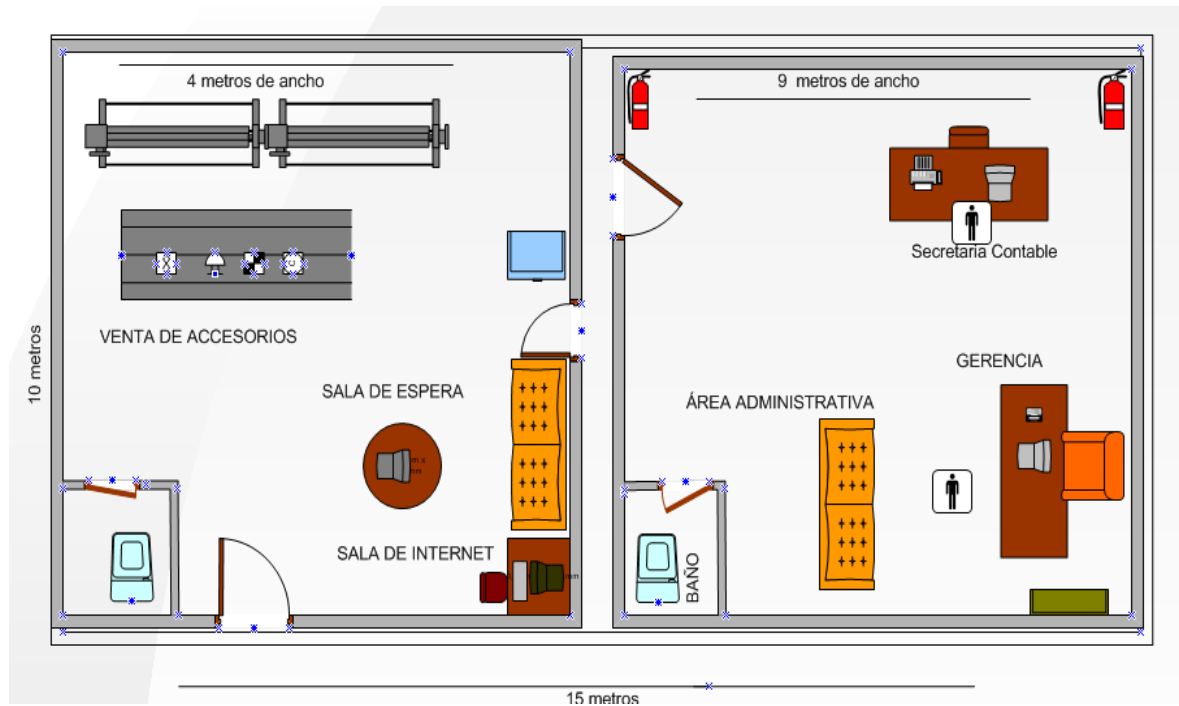 4 metros de ancho
9 metros de ancho
Secretaria Contable
VENTA DE ACCESORIOS
10 metros
GERENCIA
SALA DE ESPERA
ÁREA ADMINISTRATIVA
SALA DE INTERNET
BAÑO
15 metros